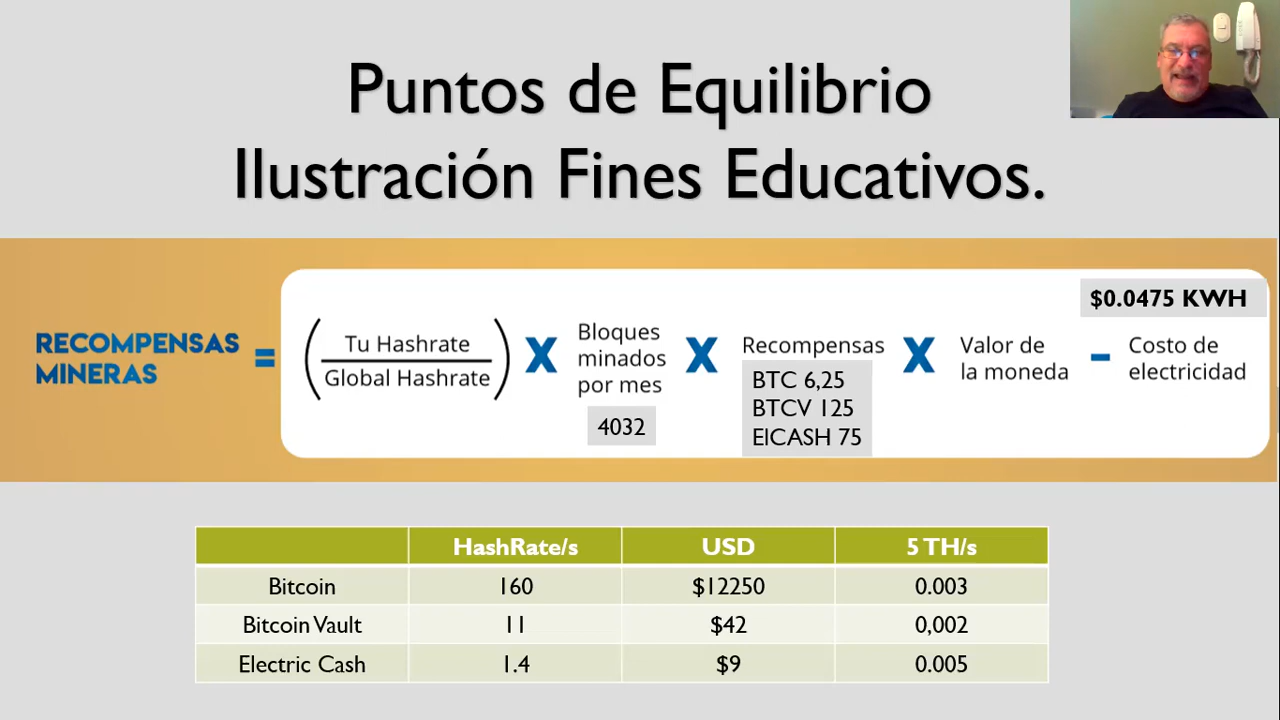 Puntos de Equilibrio
Ilustración Fines Educativos.
$0.0475 KWH
RECOMPENSAS
MINERAS
=
( Tu Hashrate
Global Hashrate )
X
Bloques
minados
por mes
4032
X
Recompensas
BTC 6,25
BTCV 125
ElCASH 75
X
Valor de
la moneda
-
Costo de
electricidad
HashRate/s USD 5 TH/s
Bitcoin 160 $12250 0.003
Bitcoin Vault 11 $42 0,002
Electric Cash 1.4 $9 0.005